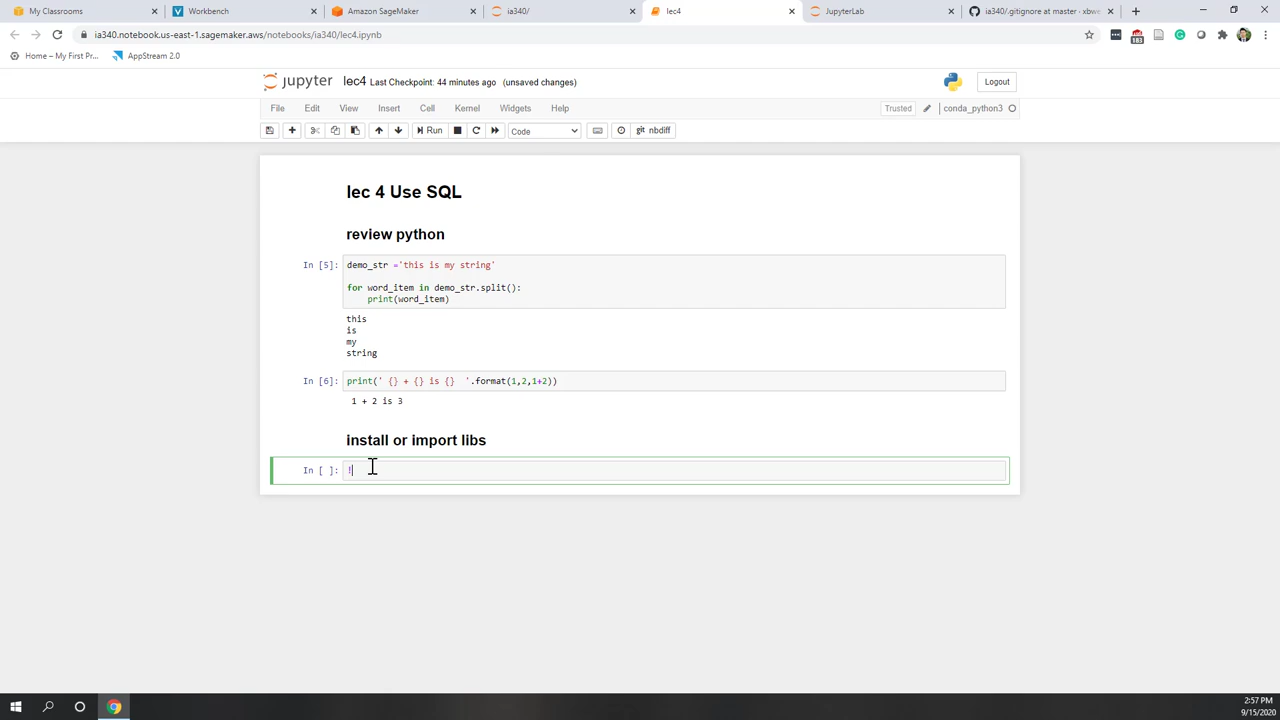 My Classrooms
Workbench
Amazon SageMaker
ia340/
lec4
JupyterLab
ia340/.gitignore at master · xbwe
ia340.notebook.us-east-1.sagemaker.aws/notebooks/ia340/lec4.ipynb
183
Home – My First Pr...
AppStream 2.0
jupyter lec4 Last Checkpoint: 44 minutes ago (unsaved changes)
Logout
File Edit View Insert Cell Kernel Widgets Help
Trusted
conda_python3
Run
Code
git nbdiff
lec 4 Use SQL
review python
In [5]: demo_str ='this is my string'
for word_item in demo_str.split():
print(word_item)
this
is
my
string
In [6]: print(' {} + {} is {}  '.format(1,2,1+2))
1 + 2 is 3
install or import libs
In [ ]: !
2:57 PM
9/15/2020